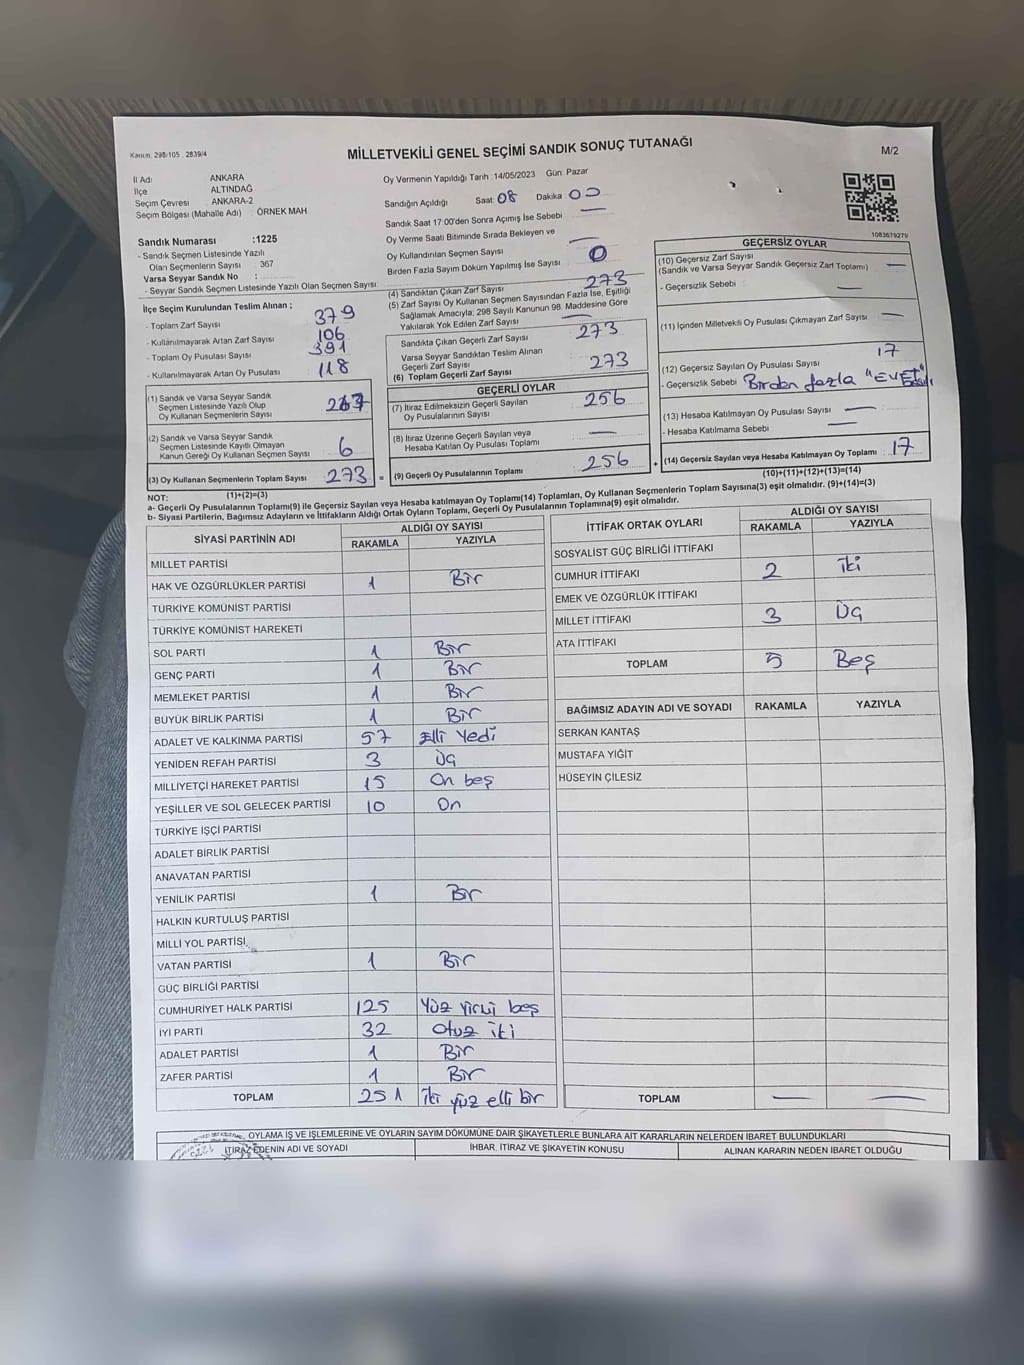 Kanun: 298/105 , 2839/4
MİLLETVEKİLİ GENEL SEÇİMİ SANDIK SONUÇ TUTANAĞI
M/2
İl Adı ANKARA
İlçe ALTINDAĞ
Seçim Çevresi ANKARA-2
Seçim Bölgesi (Mahalle Adı) ÖRNEK MAH.
Oy Vermenin Yapıldığı Tarih :14/05/2023 Gün: Pazar
Sandığın Açıldığı Saat: 08 Dakika 00
Sandık Saat 17:00'den Sonra Açımış İse Sebebi —
Oy Verme Saati Bitiminde Sırada Bekleyen ve
Oy Kullandırılan Seçmen Sayısı —
Birden Fazla Sayım Döküm Yapılmış İse Sayısı 0
1083679279
Sandık Numarası :1225
- Sandık Seçmen Listesinde Yazılı
Olan Seçmenlerin Sayısı : 367
Varsa Seyyar Sandık No :
- Seyyar Sandık Seçmen Listesinde Yazılı Olan Seçmen Sayısı
İlçe Seçim Kurulundan Teslim Alınan ;
- Toplam Zarf Sayısı 379
- Kullanılmayarak Artan Zarf Sayısı 106
- Toplam Oy Pusulası Sayısı 391
- Kullanılmayarak Artan Oy Pusulası 118
(1) Sandık ve Varsa Seyyar Sandık
Seçmen Listesinde Yazılı Olup
Oy Kullanan Seçmenlerin Sayısı 267
(2) Sandık ve Varsa Seyyar Sandık
Seçmen Listesinde Kayıtlı Olmayan
Kanun Gereği Oy Kullanan Seçmen Sayısı 6
(3) Oy Kullanan Seçmenlerin Toplam Sayısı 273
(1)+(2)=(3)
(4) Sandıktan Çıkan Zarf Sayısı 273
(5) Zarf Sayısı Oy Kullanan Seçmen Sayısından Fazla İse, Eşitliği
Sağlamak Amacıyla; 298 Sayılı Kanunun 98. Maddesine Göre
Yakılarak Yok Edilen Zarf Sayısı —
Sandıkta Çıkan Geçerli Zarf Sayısı 273
Varsa Seyyar Sandıktan Teslim Alınan
Geçerli Zarf Sayısı
(6) Toplam Geçerli Zarf Sayısı 273
GEÇERLİ OYLAR
(7) İtiraz Edilmeksizin Geçerli Sayılan
Oy Pusulalarının Sayısı 256
(8) İtiraz Üzerine Geçerli Sayılan veya
Hesaba Katılan Oy Pusulası Toplamı —
= (9) Geçerli Oy Pusulalarının Toplamı 256
GEÇERSİZ OYLAR
(10) Geçersiz Zarf Sayısı
(Sandık ve Varsa Seyyar Sandık Geçersiz Zarf Toplamı) —
- Geçersizlik Sebebi —
(11) İçinden Milletvekili Oy Pusulası Çıkmayan Zarf Sayısı —
(12) Geçersiz Sayılan Oy Pusulası Sayısı 17
- Geçersizlik Sebebi Birden fazla "EVET"
(13) Hesaba Katılmayan Oy Pusulası Sayısı —
- Hesaba Katılmama Sebebi —
+ (14) Geçersiz Sayılan veya Hesaba Katılmayan Oy Toplamı 17
(10)+(11)+(12)+(13)=(14)
NOT:
a- Geçerli Oy Pusulalarının Toplamı(9) ile Geçersiz Sayılan veya Hesaba katılmayan Oy Toplamı(14) Toplamları, Oy Kullanan Seçmenlerin Toplam Sayısına(3) eşit olmalıdır. (9)+(14)=(3)
b- Siyasi Partilerin, Bağımsız Adayların ve İttifakların Aldığı Ortak Oyların Toplamı, Geçerli Oy Pusulalarının Toplamına(9) eşit olmalıdır.
SİYASİ PARTİNİN ADI ALDIĞI OY SAYISI
RAKAMLA YAZIYLA
MİLLET PARTİSİ
HAK VE ÖZGÜRLÜKLER PARTİSİ 1 Bir
TÜRKİYE KOMÜNİST PARTİSİ
TÜRKİYE KOMÜNİST HAREKETİ
SOL PARTİ 1 Bir
GENÇ PARTİ 1 Bir
MEMLEKET PARTİSİ 1 Bir
BÜYÜK BİRLİK PARTİSİ 1 Bir
ADALET VE KALKINMA PARTİSİ 57 Elli Yedi
YENİDEN REFAH PARTİSİ 3 Üç
MİLLİYETÇİ HAREKET PARTİSİ 15 On beş
YEŞİLLER VE SOL GELECEK PARTİSİ 10 On
TÜRKİYE İŞÇİ PARTİSİ
ADALET BİRLİK PARTİSİ
ANAVATAN PARTİSİ
YENİLİK PARTİSİ 1 Bir
HALKIN KURTULUŞ PARTİSİ
MİLLİ YOL PARTİSİ
VATAN PARTİSİ 1 Bir
GÜÇ BİRLİĞİ PARTİSİ
CUMHURİYET HALK PARTİSİ 125 Yüz yirmi beş
İYİ PARTİ 32 Otuz iki
ADALET PARTİSİ 1 Bir
ZAFER PARTİSİ 1 Bir
TOPLAM 251 İki yüz elli bir
İTTİFAK ORTAK OYLARI ALDIĞI OY SAYISI
RAKAMLA YAZIYLA
SOSYALİST GÜÇ BİRLİĞİ İTTİFAKI
CUMHUR İTTİFAKI 2 iki
EMEK VE ÖZGÜRLÜK İTTİFAKI
MİLLET İTTİFAKI 3 Üç
ATA İTTİFAKI
TOPLAM 5 Beş
BAĞIMSIZ ADAYIN ADI VE SOYADI RAKAMLA YAZIYLA
SERKAN KANTAŞ
MUSTAFA YİĞİT
HÜSEYİN ÇİLESİZ
TOPLAM — —
OYLAMA İŞ VE İŞLEMLERİNE VE OYLARIN SAYIM DÖKÜMÜNE DAİR ŞİKAYETLERLE BUNLARA AİT KARARLARIN NELERDEN İBARET BULUNDUKLARI
İTİRAZ EDENİN ADI VE SOYADI İHBAR, İTİRAZ VE ŞİKAYETİN KONUSU ALINAN KARARIN NEDEN İBARET OLDUĞU